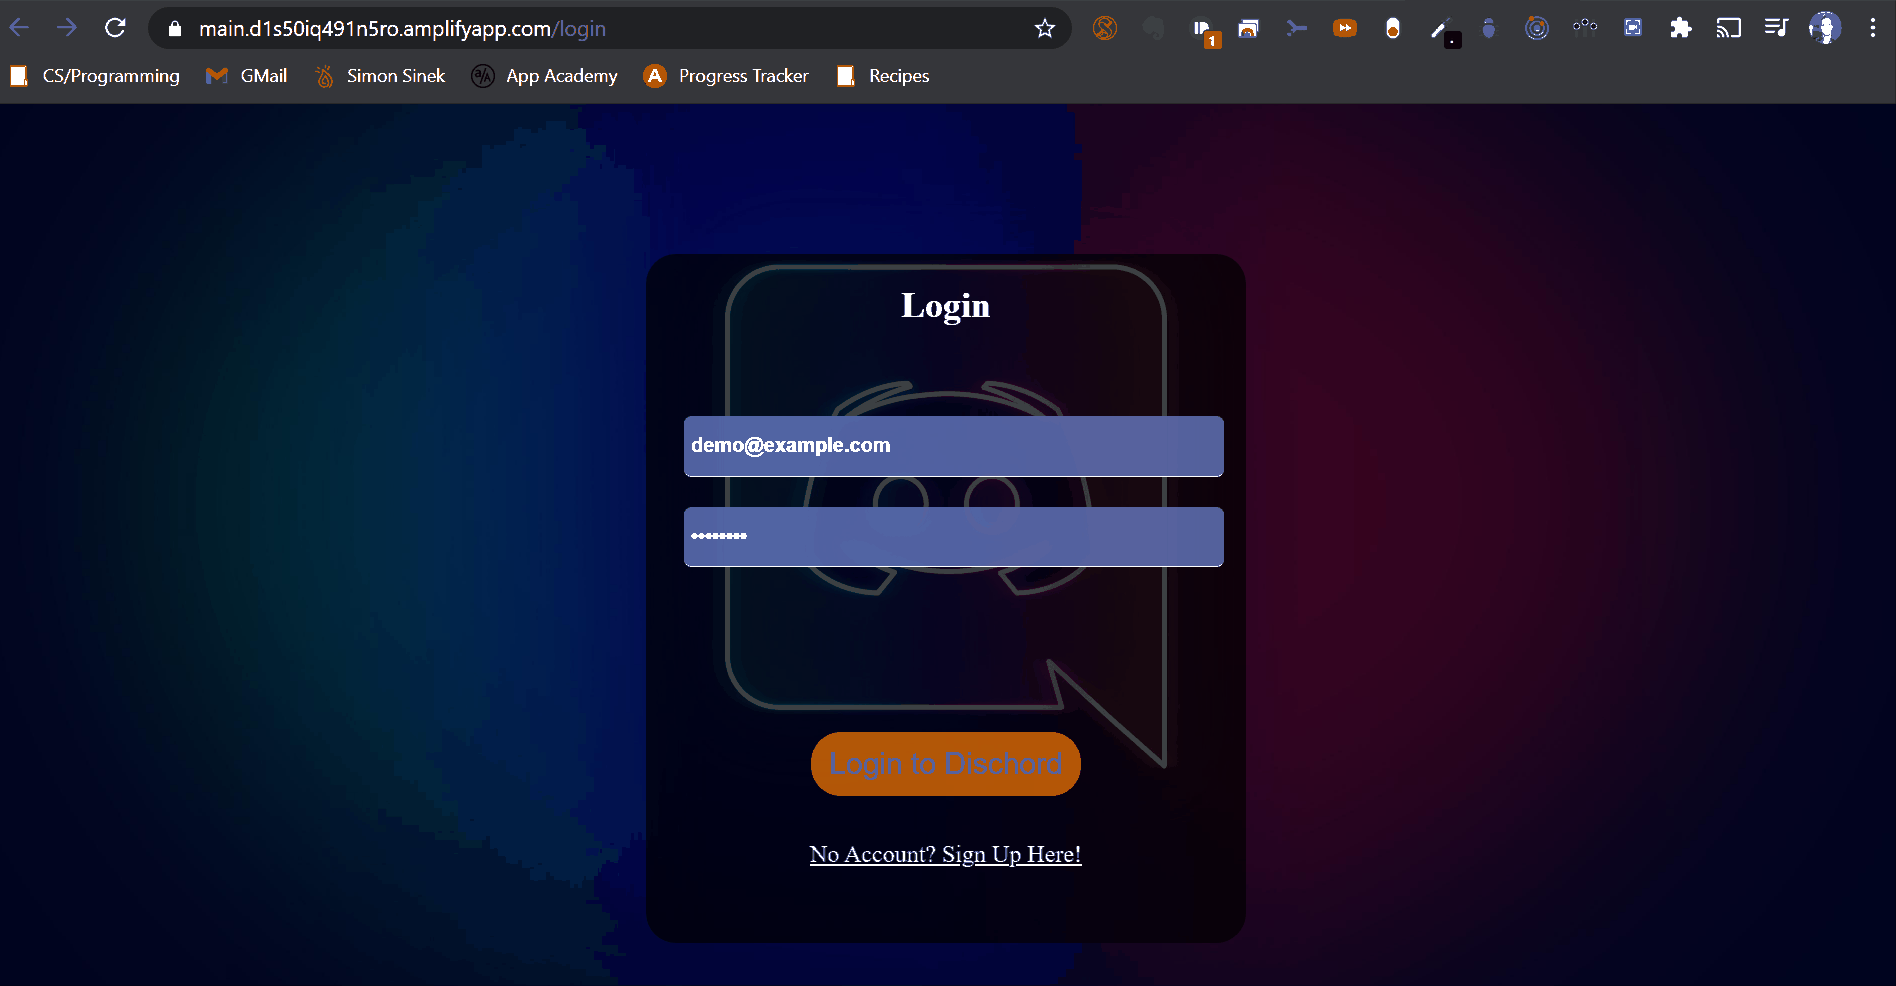 main.d1s50iq491n5ro.amplifyapp.com/login
1
CS/Programming GMail Simon Sinek a/A App Academy A Progress Tracker Recipes
Login
demo@example.com
••••••••
Login to Dischord
No Account? Sign Up Here!